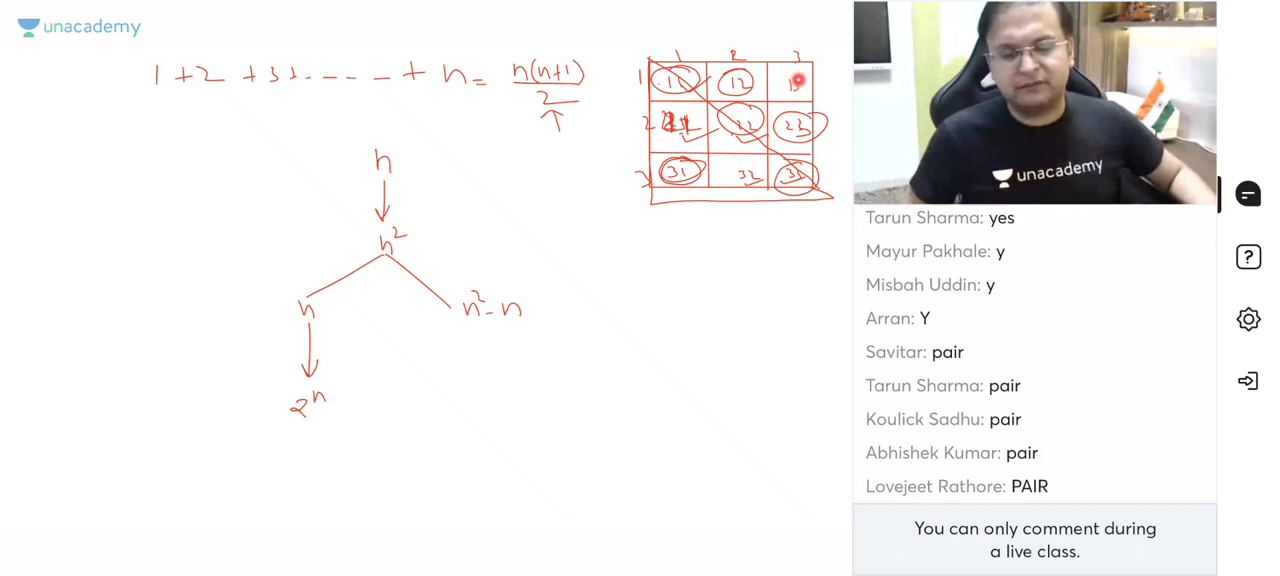 unacademy
1 + 2 + 3 + - - - - + n = n(n+1)
2
n
n²
n
n² - n
2ⁿ
1 2 3
1 11 12
2 21 22 23
3 31 32 33
unacademy
Tarun Sharma: yes
Mayur Pakhale: y
Misbah Uddin: y
Arran: Y
Savitar: pair
Tarun Sharma: pair
Koulick Sadhu: pair
Abhishek Kumar: pair
Lovejeet Rathore: PAIR
You can only comment during
a live class.